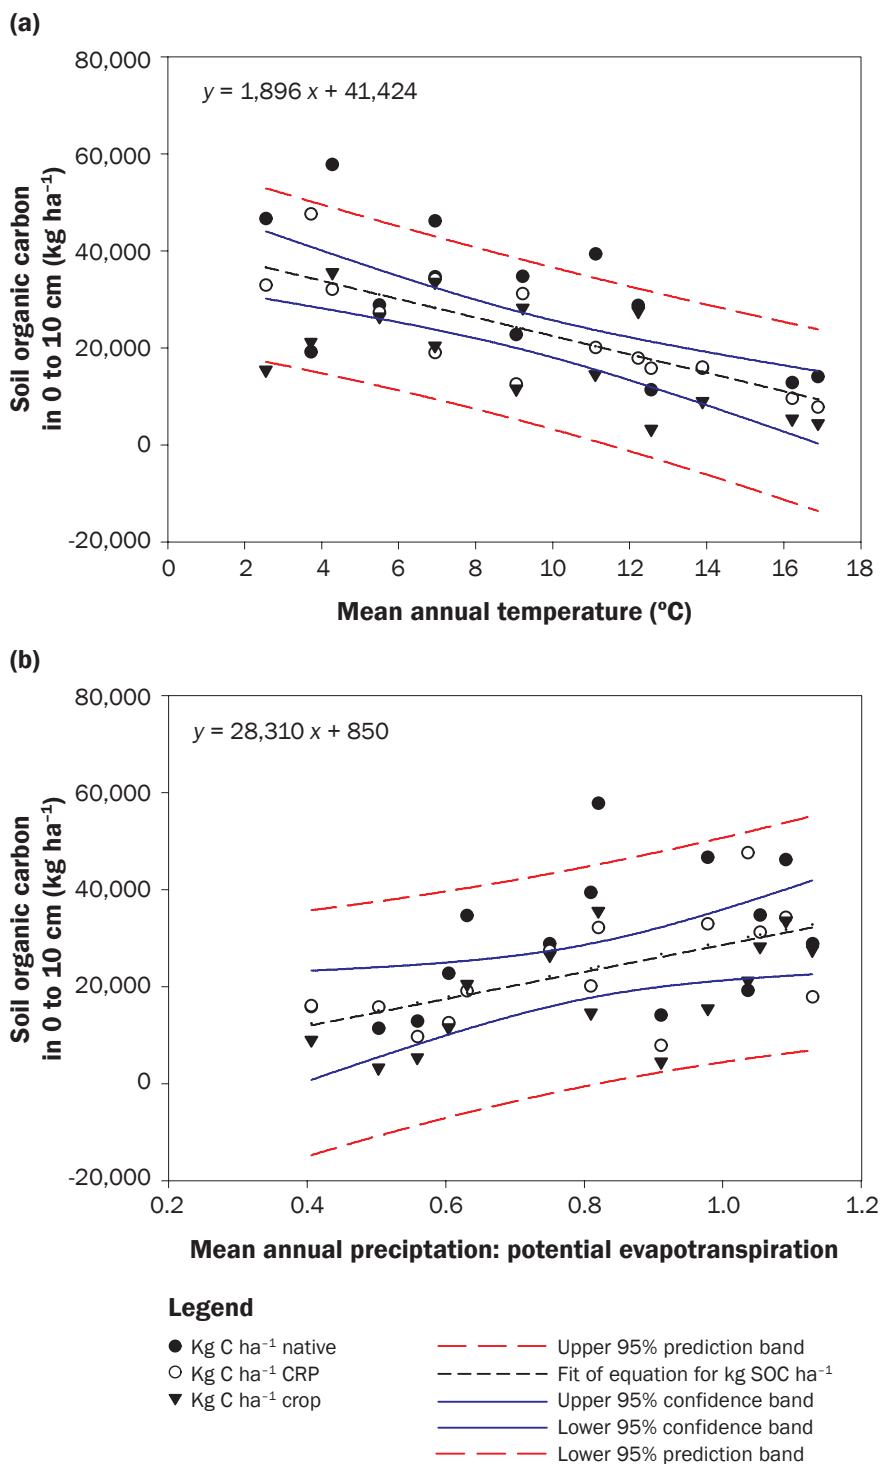 (a)
80,000
60,000
40,000
20,000
0
-20,000
y = 1,896 x + 41,424
Soil organic carbon
in 0 to 10 cm (kg ha⁻¹)
0 2 4 6 8 10 12 14 16 18
Mean annual temperature (ºC)
(b)
80,000
60,000
40,000
20,000
0
-20,000
y = 28,310 x + 850
Soil organic carbon
in 0 to 10 cm (kg ha⁻¹)
0.2 0.4 0.6 0.8 1.0 1.2
Mean annual preciptation: potential evapotranspiration
Legend
Kg C ha⁻¹ native
Kg C ha⁻¹ CRP
Kg C ha⁻¹ crop
Upper 95% prediction band
Fit of equation for kg SOC ha⁻¹
Upper 95% confidence band
Lower 95% confidence band
Lower 95% prediction band